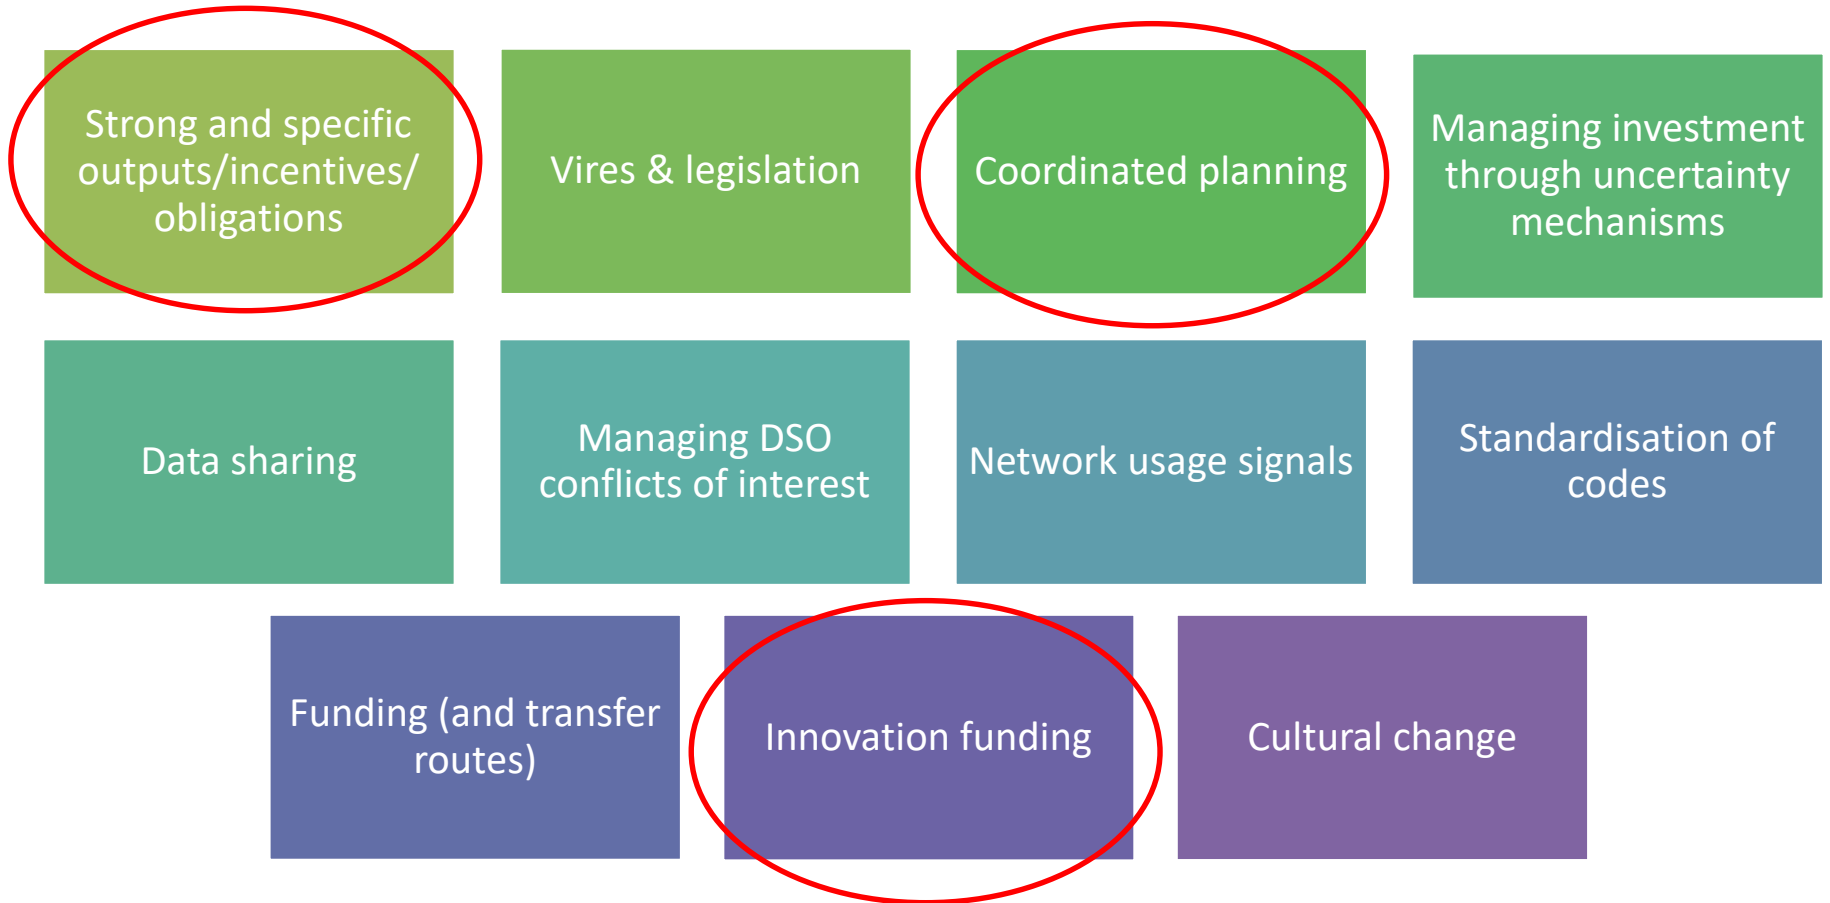 Strong and specific
outputs/incentives/
obligations
Vires & legislation
Coordinated planning
Managing investment
through uncertainty
mechanisms
Data sharing
Managing DSO
conflicts of interest
Network usage signals
Standardisation of
codes
Funding (and transfer
routes)
Innovation funding
Cultural change